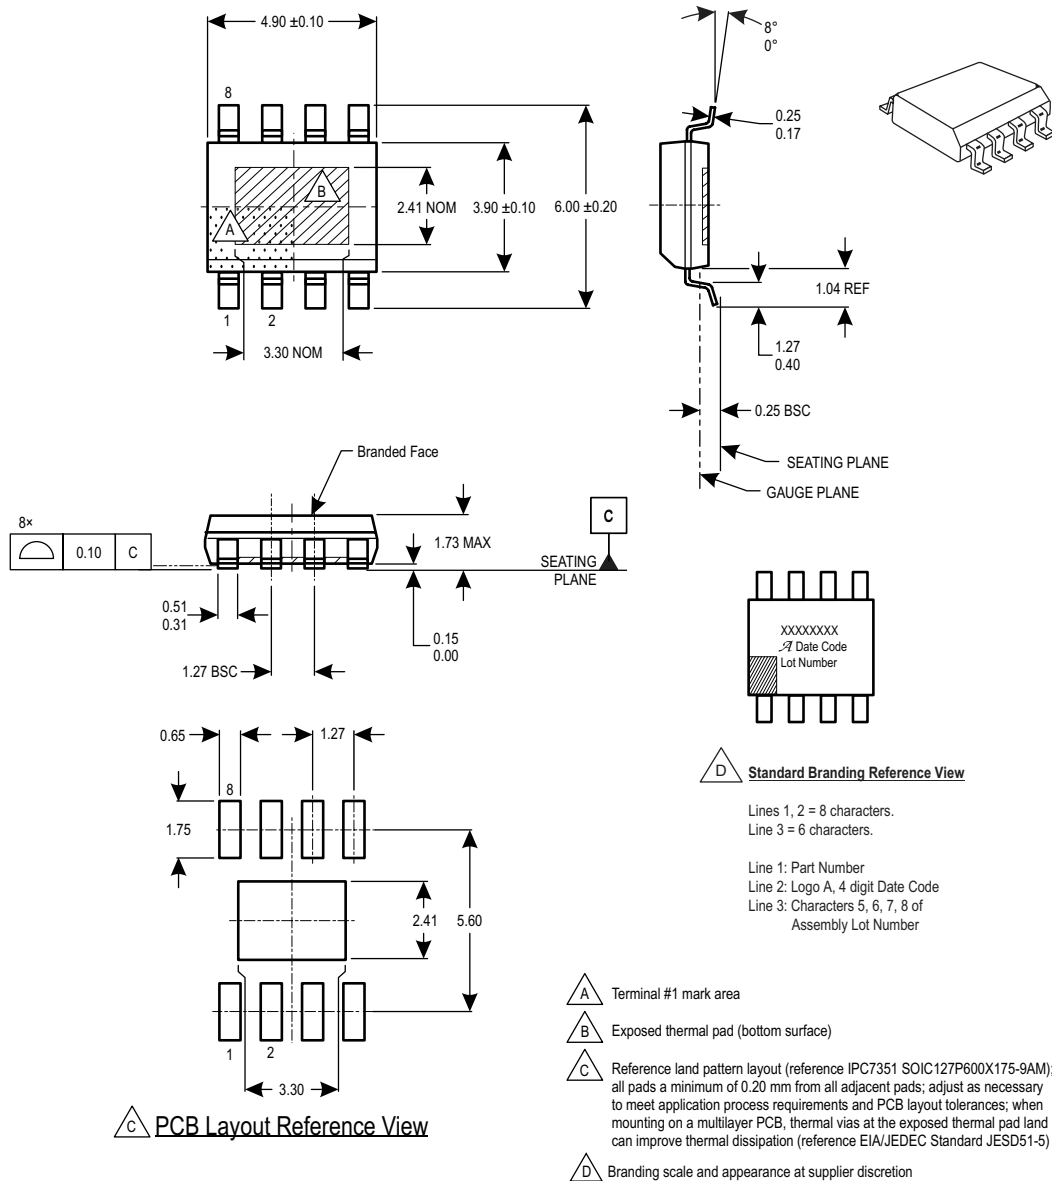 4.90 ±0.10
8°
0°
8
0.25
0.17
B
A
2.41 NOM
3.90 ±0.10
6.00 ±0.20
1.04 REF
1
2
3.30 NOM
1.27
0.40
0.25 BSC
SEATING PLANE
GAUGE PLANE
Branded Face
8×
0.10
C
C
1.73 MAX
SEATING
PLANE
0.51
0.31
0.15
0.00
1.27 BSC
XXXXXXXX
A Date Code
Lot Number
0.65
1.27
8
1.75
2.41
5.60
1
2
3.30
C PCB Layout Reference View
D Standard Branding Reference View
Lines 1, 2 = 8 characters.
Line 3 = 6 characters.
Line 1: Part Number
Line 2: Logo A, 4 digit Date Code
Line 3: Characters 5, 6, 7, 8 of
Assembly Lot Number
A Terminal #1 mark area
B Exposed thermal pad (bottom surface)
C Reference land pattern layout (reference IPC7351 SOIC127P600X175-9AM);
all pads a minimum of 0.20 mm from all adjacent pads; adjust as necessary
to meet application process requirements and PCB layout tolerances; when
mounting on a multilayer PCB, thermal vias at the exposed thermal pad land
can improve thermal dissipation (reference EIA/JEDEC Standard JESD51-5)
D Branding scale and appearance at supplier discretion